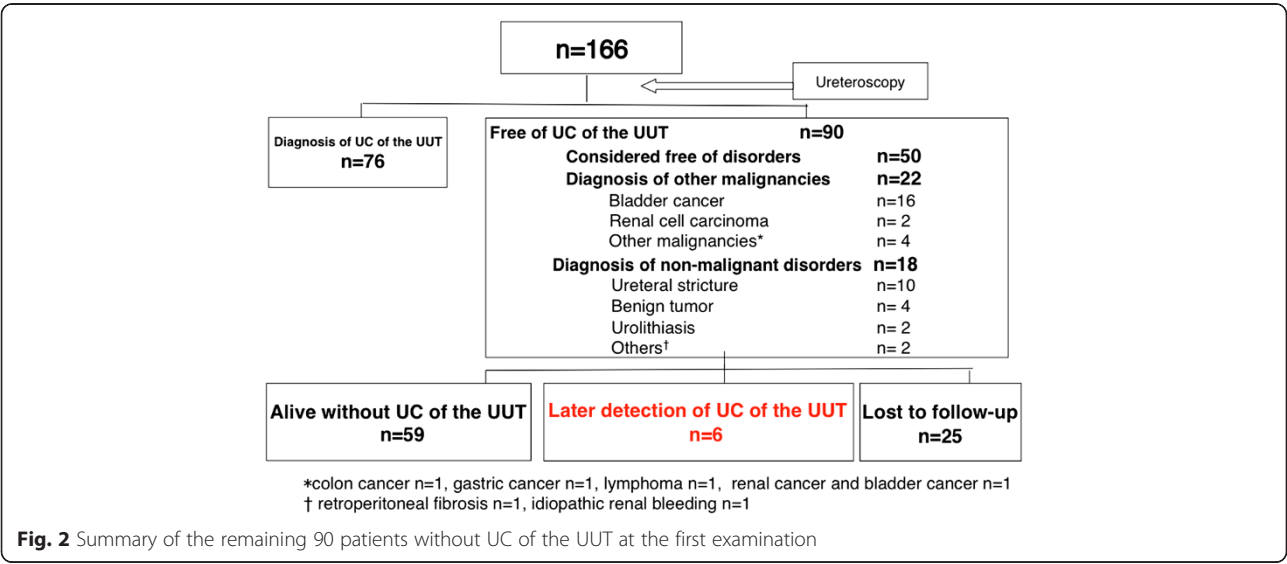 n=166
Ureteroscopy
Diagnosis of UC of the UUT
n=76
Free of UC of the UUT n=90
Considered free of disorders n=50
Diagnosis of other malignancies n=22
Bladder cancer n=16
Renal cell carcinoma n= 2
Other malignancies* n= 4
Diagnosis of non-malignant disorders n=18
Ureteral stricture n=10
Benign tumor n= 4
Urolithiasis n= 2
Others† n= 2
Alive without UC of the UUT
n=59
Later detection of UC of the UUT
n=6
Lost to follow-up
n=25
*colon cancer n=1, gastric cancer n=1, lymphoma n=1, renal cancer and bladder cancer n=1
† retroperitoneal fibrosis n=1, idiopathic renal bleeding n=1
Fig. 2 Summary of the remaining 90 patients without UC of the UUT at the first examination